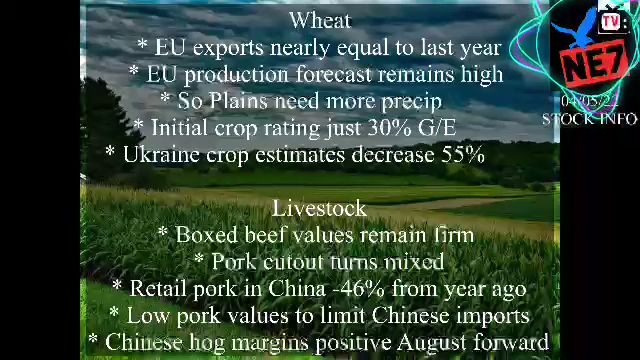 Wheat
* EU exports nearly equal to last year
* EU production forecast remains high
* So Plains need more precip
* Initial crop rating just 30% G/E
* Ukraine crop estimates decrease 55%
Livestock
* Boxed beef values remain firm
* Pork cutout turns mixed
* Retail pork in China -46% from year ago
* Low pork values to limit Chinese imports
* Chinese hog margins positive August forward
TV
NE7
04/05/22
STOCK INFO